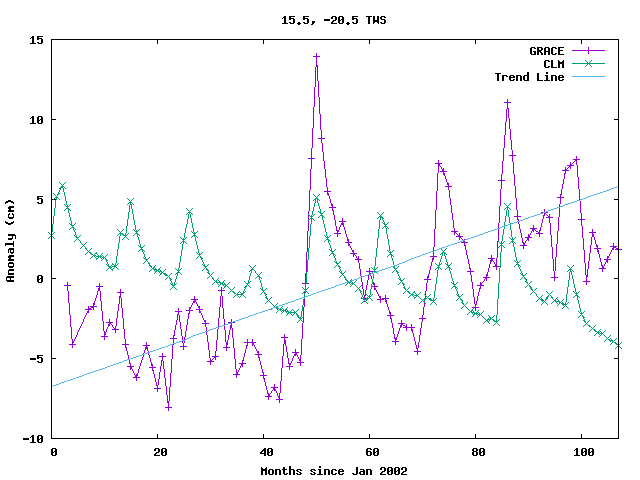 15.5, -20.5 TWS
GRACE
CLM
Trend Line
Anomaly (cm)
15
10
5
0
-5
-10
0 20 40 60 80 100
Months since Jan 2002